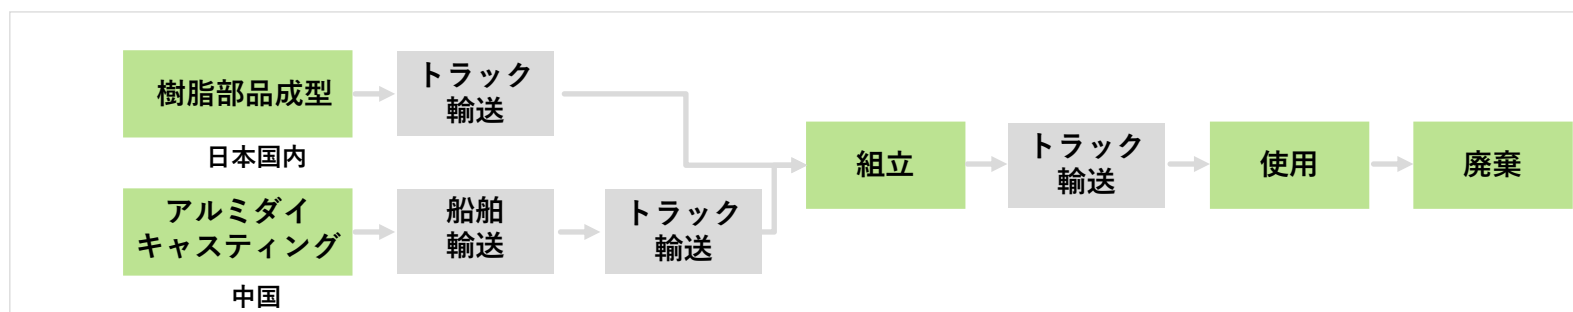 樹脂部品成型
日本国内
トラック
輸送
アルミダイ
キャスティング
中国
船舶
輸送
トラック
輸送
組立
トラック
輸送
使用
廃棄